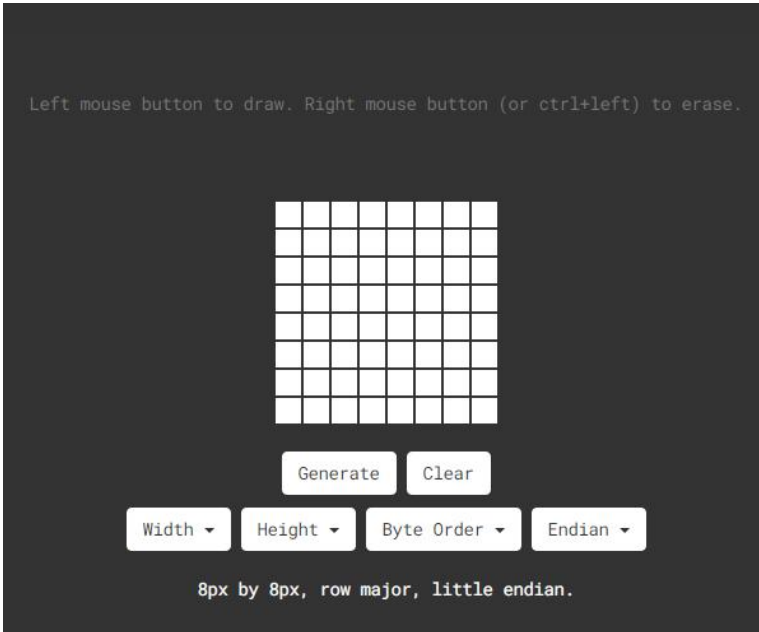 Left mouse button to draw. Right mouse button (or ctrl+left) to erase.
Generate Clear
Width Height Byte Order Endian
8px by 8px, row major, little endian.